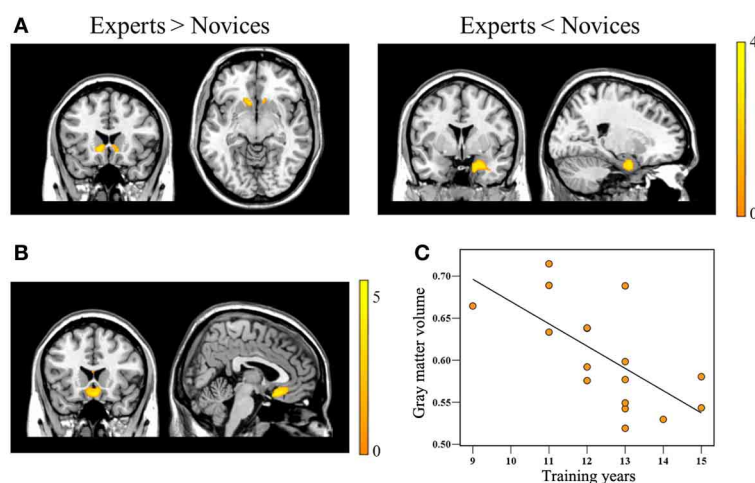 A
Experts > Novices
Experts < Novices
4
0
B
5
0
C
Gray matter volume
0.70
0.65
0.60
0.55
0.50
9 10 11 12 13 14 15
Training years